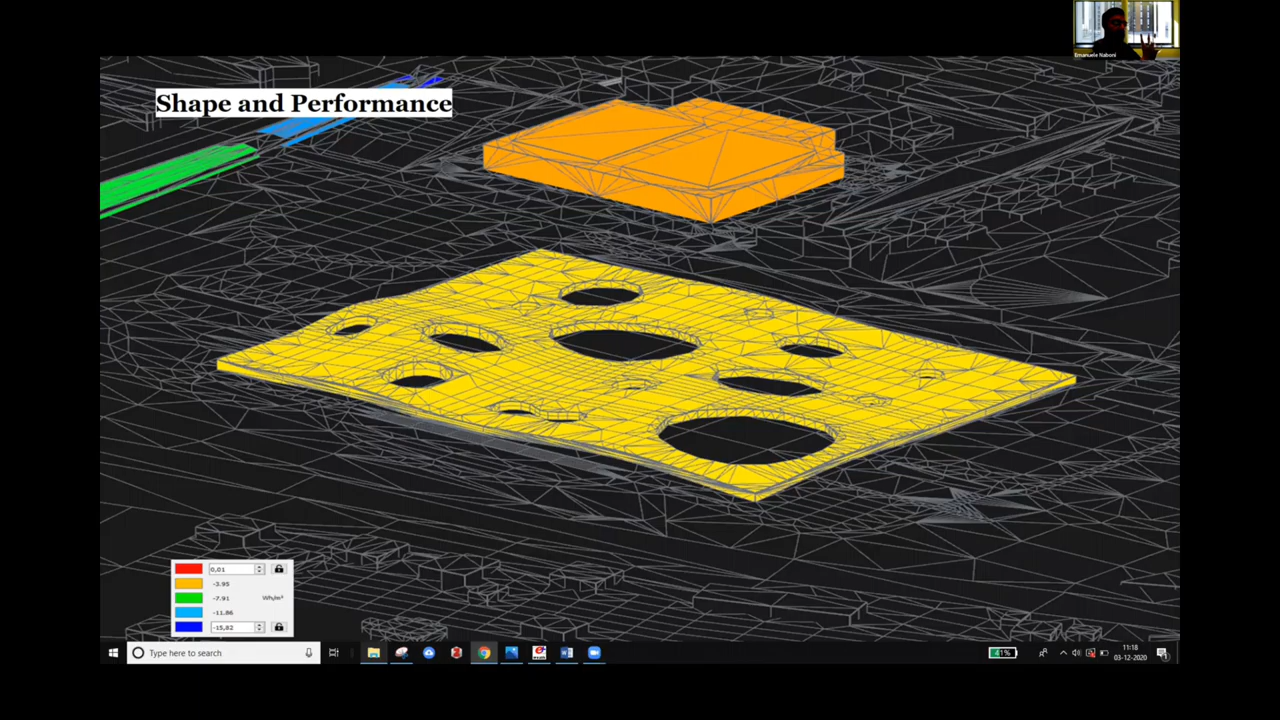 Emanuele Naboni
Shape and Performance
0,01
-3.95
-7.91 Wh/m²
-11.86
-15,82
Type here to search
41%
11:18
03-12-2020